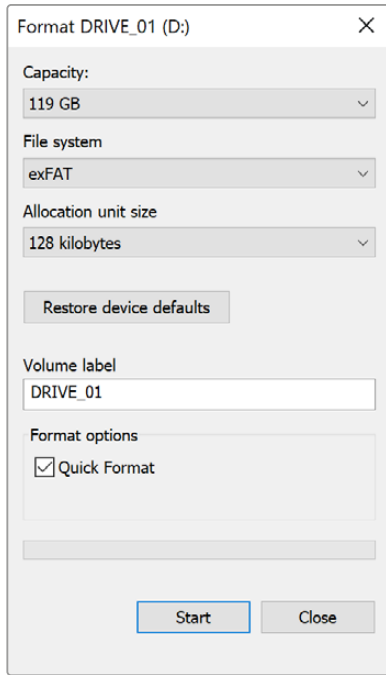 Format DRIVE_01 (D:)
Capacity:
119 GB
File system
exFAT
Allocation unit size
128 kilobytes
Restore device defaults
Volume label
DRIVE_01
Format options
Quick Format
Start
Close